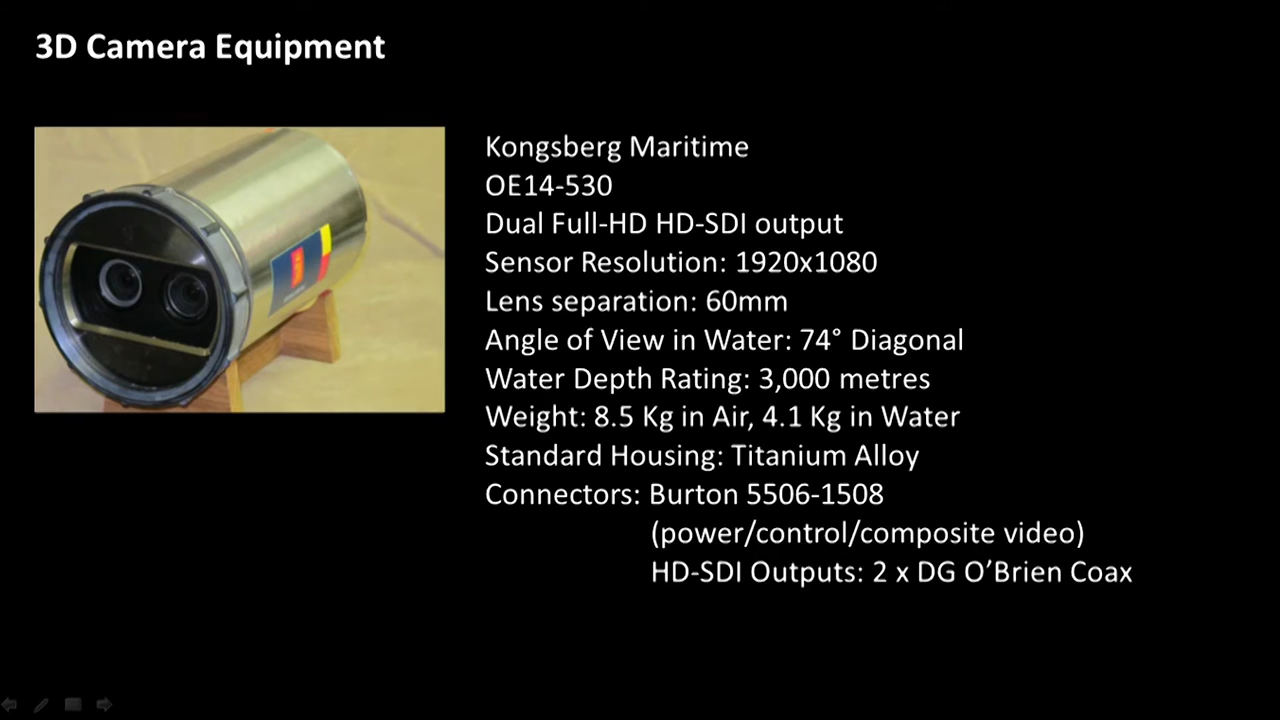 3D Camera Equipment
Kongsberg Maritime
OE14-530
Dual Full-HD HD-SDI output
Sensor Resolution: 1920x1080
Lens separation: 60mm
Angle of View in Water: 74° Diagonal
Water Depth Rating: 3,000 metres
Weight: 8.5 Kg in Air, 4.1 Kg in Water
Standard Housing: Titanium Alloy
Connectors: Burton 5506-1508
(power/control/composite video)
HD-SDI Outputs: 2 x DG O’Brien Coax